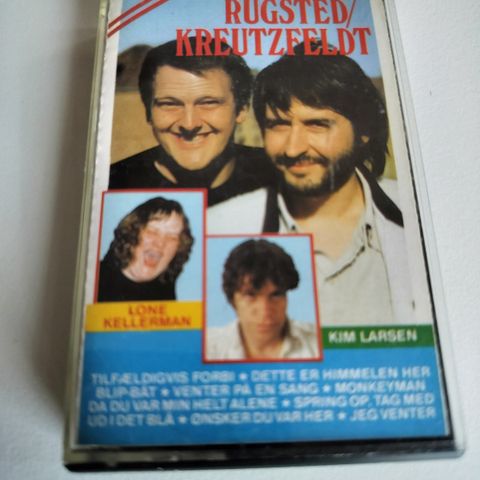 RUGSTED/
KREUTZFELDT
LONE
KELLERMAN
KIM LARSEN
TILFÆLDIGVIS FORBI ★ DETTE ER HIMMELEN HER
BLIP-BÅT ★ VENTER PÅ EN SANG ★ MONKEYMAN
DA DU VAR MIN HELT ALENE ★ SPRING OP, TAG MED
UD I DET BLÅ ★ ØNSKER DU VAR HER ★ JEG VENTER